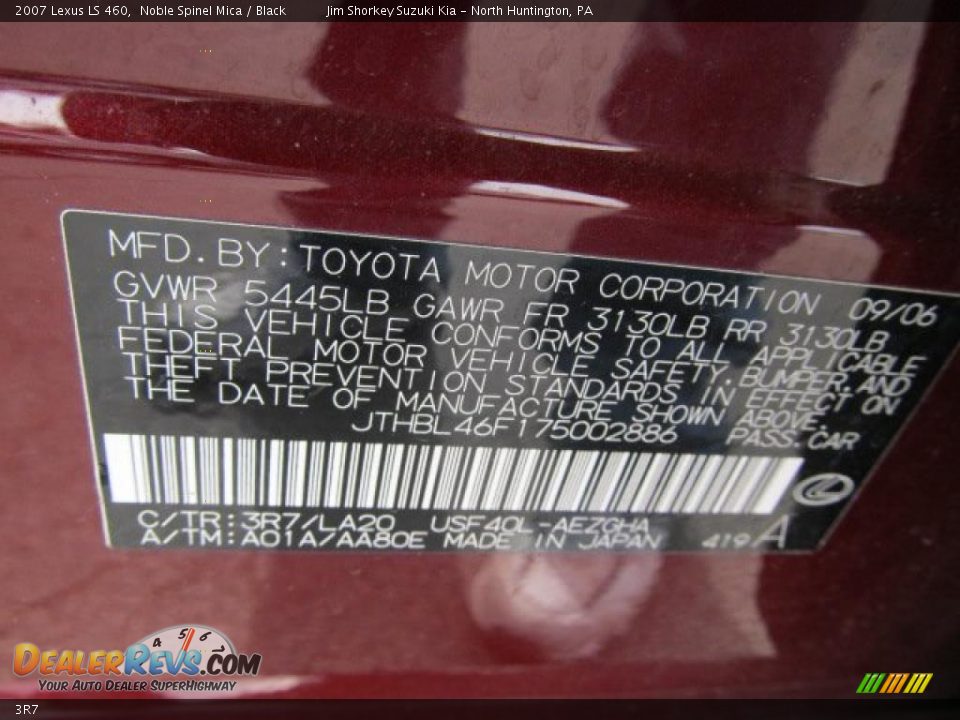 2007 Lexus LS 460, Noble Spinel Mica / Black Jim Shorkey Suzuki Kia - North Huntington, PA
MFD. BY: TOYOTA MOTOR CORPORATION 09/06
GVWR 5445LB GAWR FR 3130LB RR 3130LB
THIS VEHICLE CONFORMS TO ALL APPLICABLE
FEDERAL MOTOR VEHICLE SAFETY, BUMPER, AND
THEFT PREVENTION STANDARDS IN EFFECT ON
THE DATE OF MANUFACTURE SHOWN ABOVE.
JTHBL46F175002886 PASS. CAR
C/TR: 3R7/LA20 USF40L-AEZGHA
A/TM: A01A/AA80E MADE IN JAPAN 419/A
4 5 6
DEALERREVS.COM
YOUR AUTO DEALER SUPERHIGHWAY
3R7